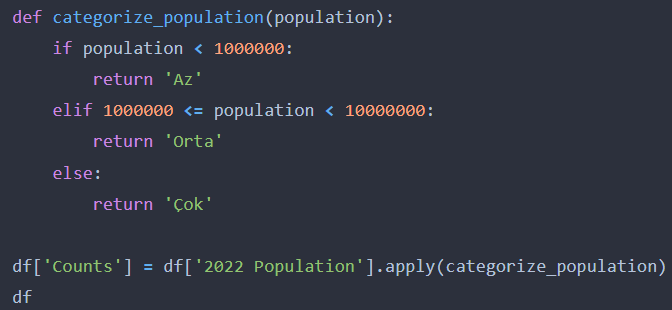 def categorize_population(population):
    if population < 1000000:
        return 'Az'
    elif 1000000 <= population < 10000000:
        return 'Orta'
    else:
        return 'Çok'

df['Counts'] = df['2022 Population'].apply(categorize_population)
df